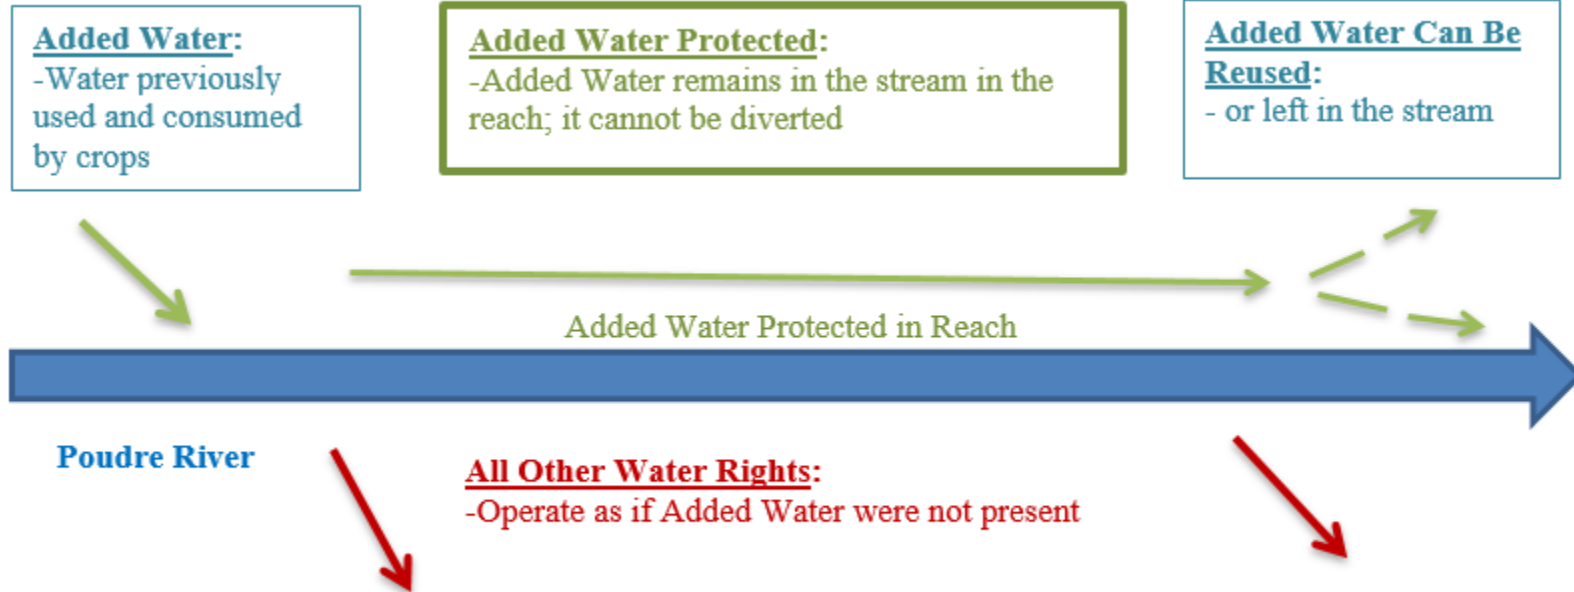 Added Water:
-Water previously
used and consumed
by crops
Added Water Protected:
-Added Water remains in the stream in the
reach; it cannot be diverted
Added Water Can Be
Reused:
- or left in the stream
Added Water Protected in Reach
Poudre River
All Other Water Rights:
-Operate as if Added Water were not present